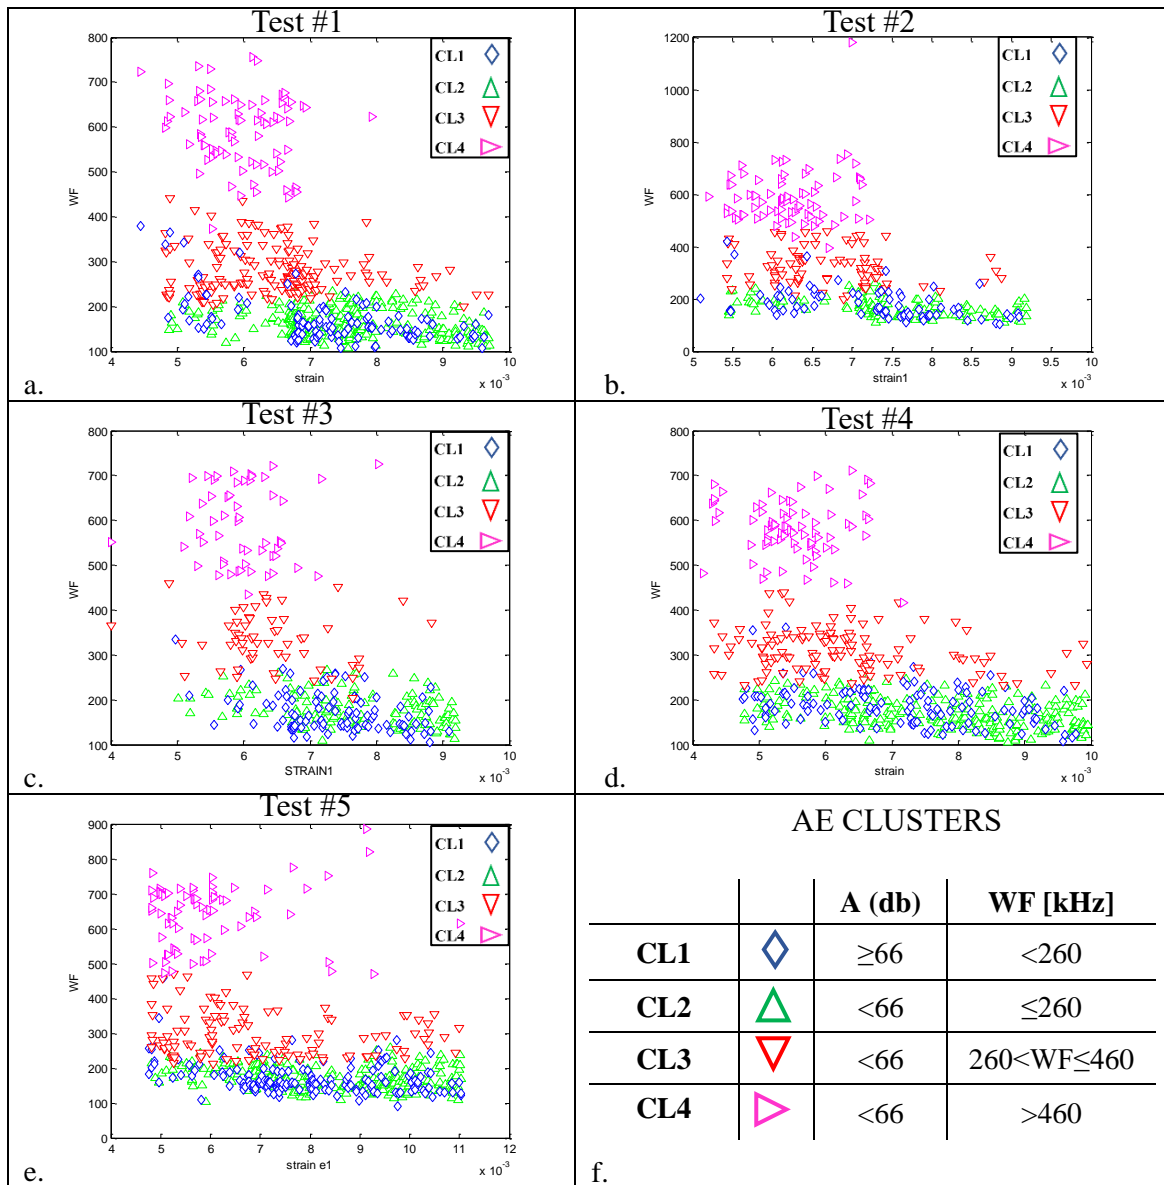 Test #1
800
700
600
500
400
300
200
100
WF
4 5 6 7 8 9 10
strain
x 10⁻³
CL1
CL2
CL3
CL4
a.
Test #2
1200
1000
800
600
400
200
0
WF
5 5.5 6 6.5 7 7.5 8 8.5 9 9.5 10
strain1
x 10⁻³
CL1
CL2
CL3
CL4
b.
Test #3
800
700
600
500
400
300
200
100
WF
4 5 6 7 8 9 10
STRAIN1
x 10⁻³
CL1
CL2
CL3
CL4
c.
Test #4
800
700
600
500
400
300
200
100
WF
4 5 6 7 8 9 10
strain
x 10⁻³
CL1
CL2
CL3
CL4
d.
Test #5
900
800
700
600
500
400
300
200
100
0
WF
4 5 6 7 8 9 10 11 12
strain e1
x 10⁻³
CL1
CL2
CL3
CL4
e.
AE CLUSTERS
A (db) WF [kHz]
CL1 ≥66 <260
CL2 <66 ≤260
CL3 <66 260<WF≤460
CL4 <66 >460
f.